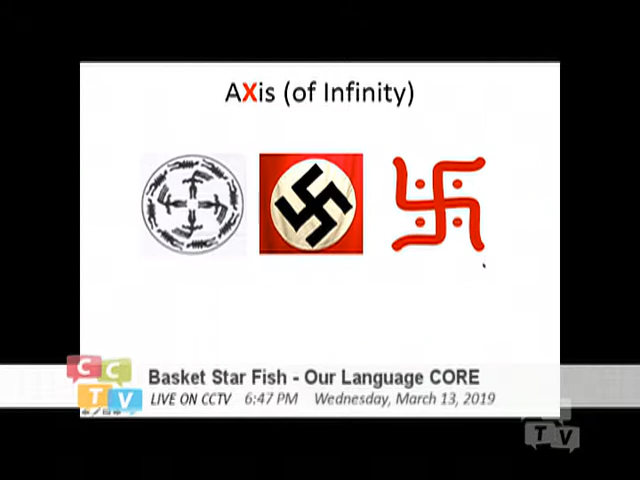 AXis (of Infinity)
CC
TV
Basket Star Fish - Our Language CORE
LIVE ON CCTV 6:47 PM Wednesday, March 13, 2019
TV